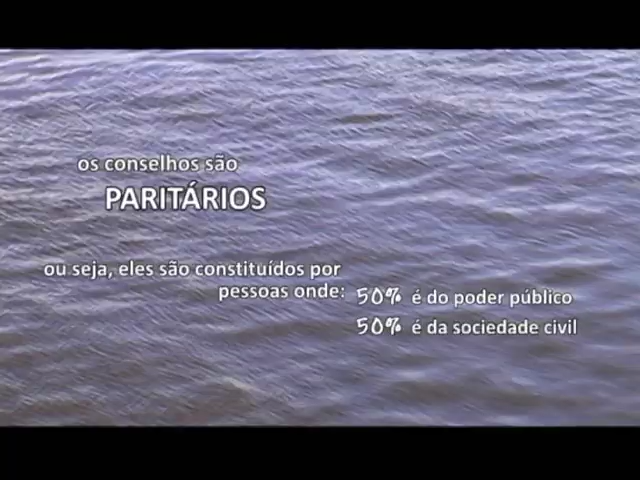 os conselhos são
PARITÁRIOS
ou seja, eles são constituídos por
pessoas onde:
50% é do poder público
50% é da sociedade civil